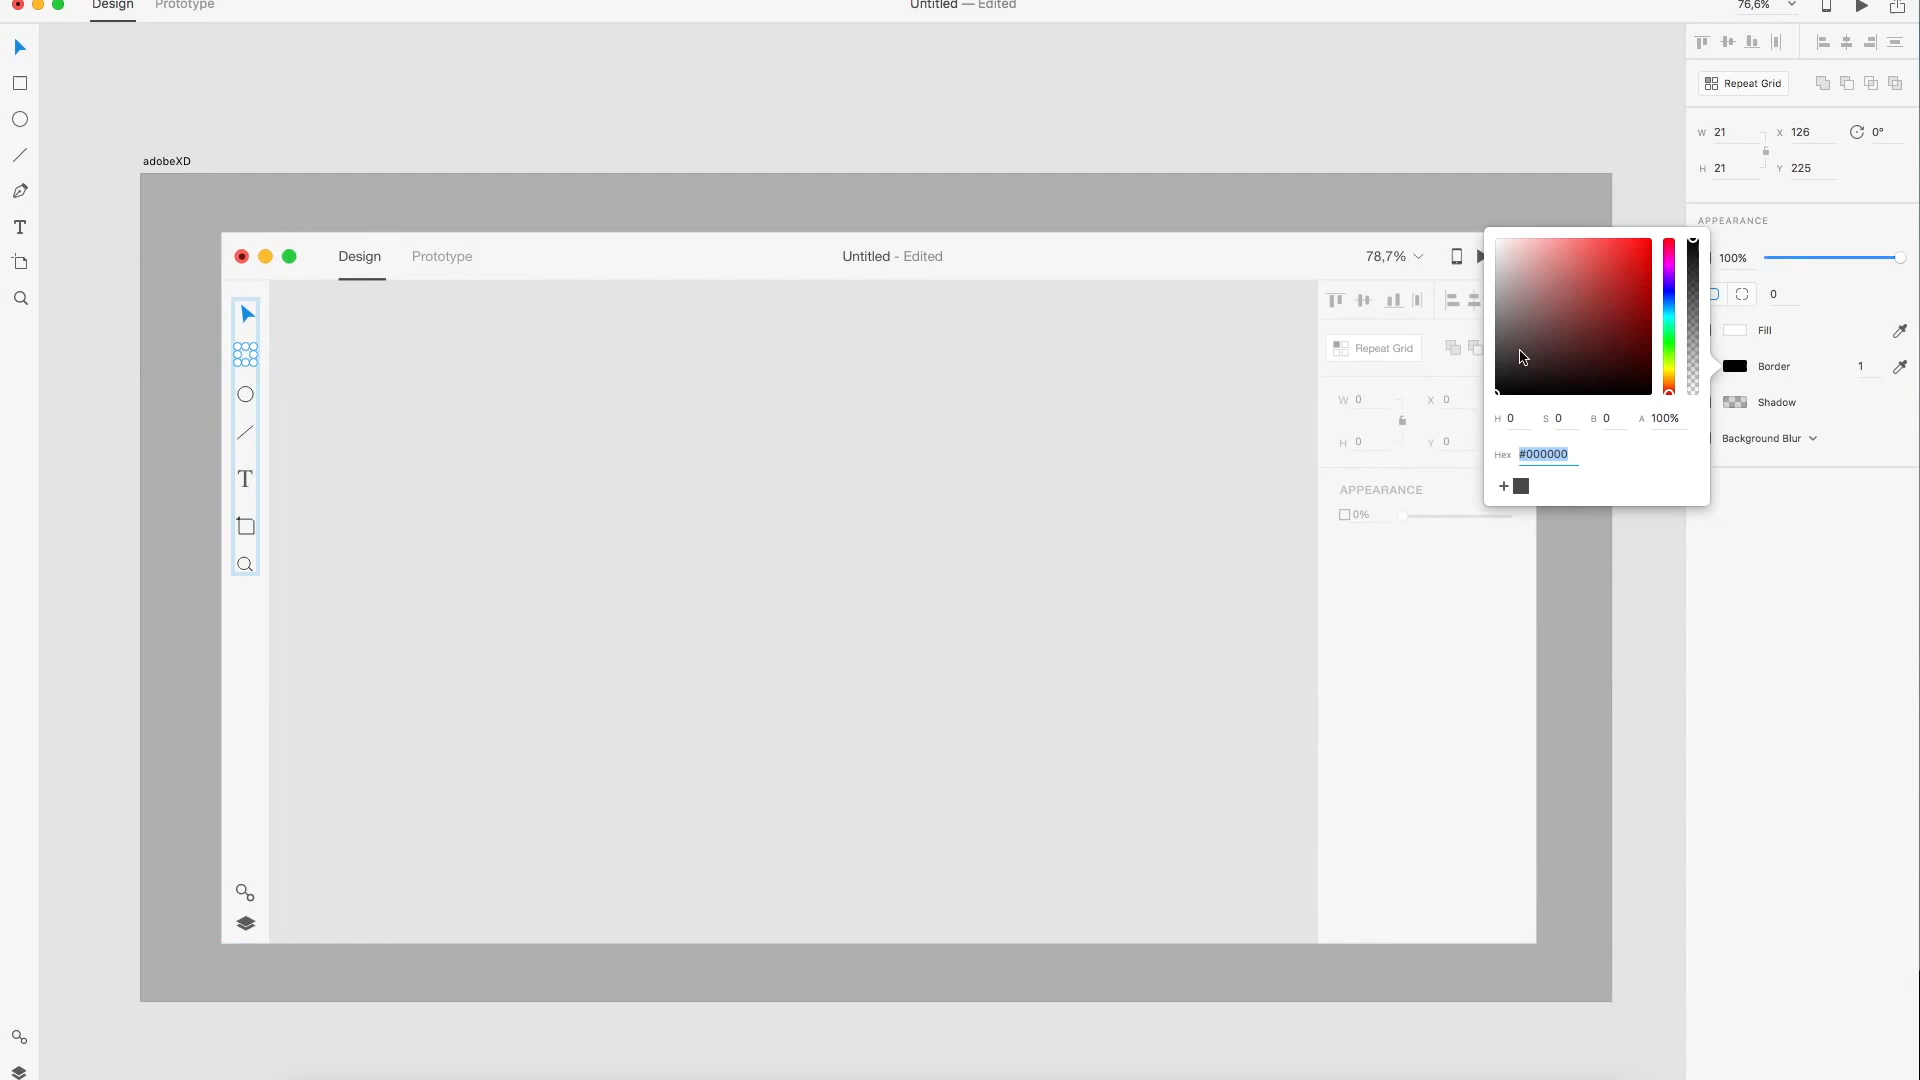 Design Prototype Untitled — Edited 76,6%
Repeat Grid
W 21 X 126 0°
H 21 Y 225
adobeXD
APPEARANCE
100%
0
Fill
Border 1
Shadow
Background Blur
Design Prototype Untitled - Edited 78,7%
Repeat Grid
W 0 X 0
H 0 Y 0
APPEARANCE
0%
H 0 S 0 B 0 A 100%
Hex #000000
+
T
T